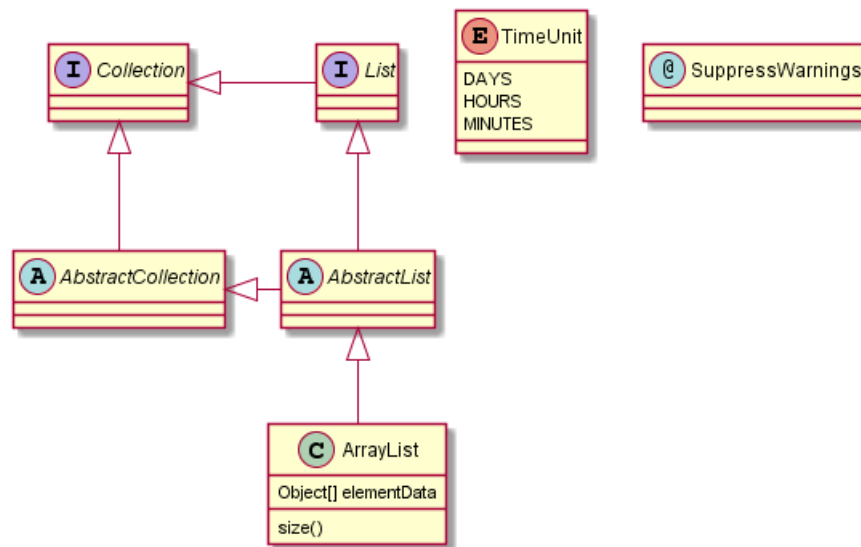 I Collection
I List
E TimeUnit
DAYS
HOURS
MINUTES
@ SuppressWarnings
A AbstractCollection
A AbstractList
C ArrayList
Object[] elementData
size()